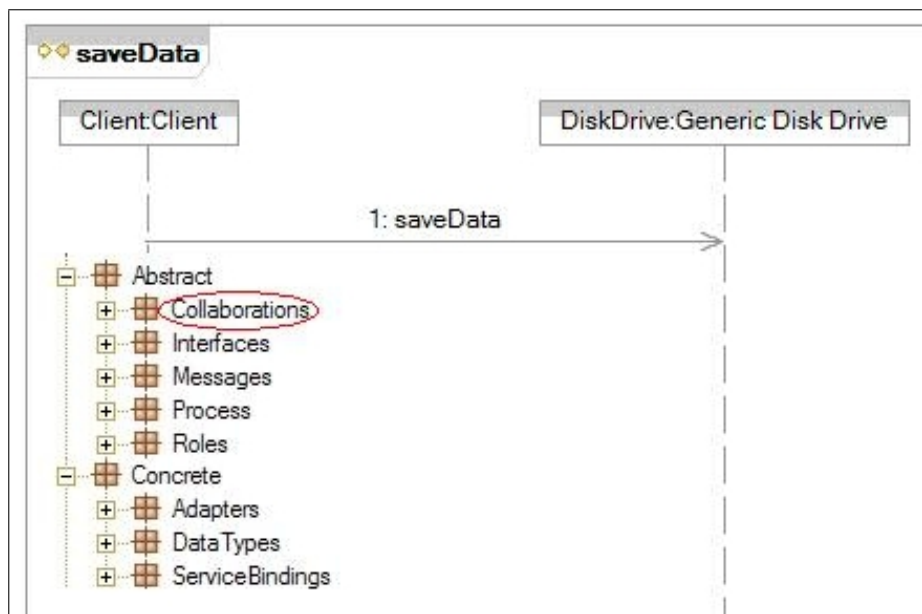 saveData
Client:Client
DiskDrive:Generic Disk Drive
1: saveData
Abstract
Collaborations
Interfaces
Messages
Process
Roles
Concrete
Adapters
DataTypes
ServiceBindings